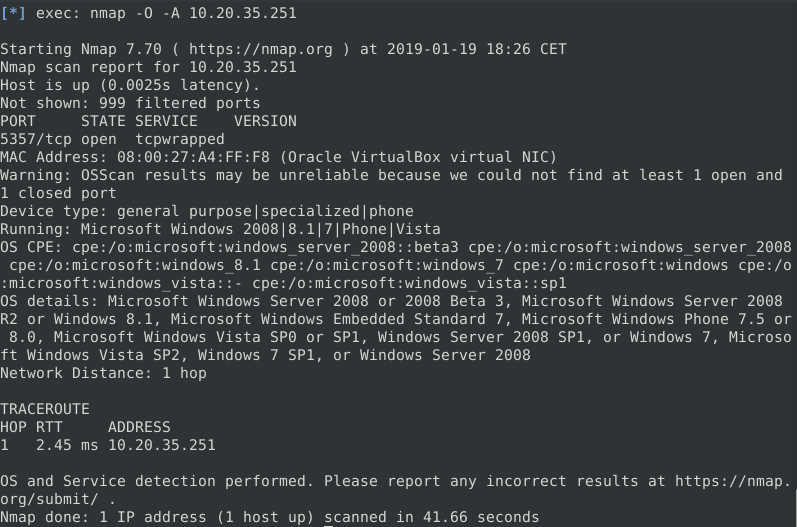 [*] exec: nmap -O -A 10.20.35.251
Starting Nmap 7.70 ( https://nmap.org ) at 2019-01-19 18:26 CET
Nmap scan report for 10.20.35.251
Host is up (0.0025s latency).
Not shown: 999 filtered ports
PORT     STATE SERVICE    VERSION
5357/tcp open  tcpwrapped
MAC Address: 08:00:27:A4:FF:F8 (Oracle VirtualBox virtual NIC)
Warning: OSScan results may be unreliable because we could not find at least 1 open and
1 closed port
Device type: general purpose|specialized|phone
Running: Microsoft Windows 2008|8.1|7|Phone|Vista
OS CPE: cpe:/o:microsoft:windows_server_2008::beta3 cpe:/o:microsoft:windows_server_2008
 cpe:/o:microsoft:windows_8.1 cpe:/o:microsoft:windows_7 cpe:/o:microsoft:windows cpe:/o
:microsoft:windows_vista::- cpe:/o:microsoft:windows_vista::sp1
OS details: Microsoft Windows Server 2008 or 2008 Beta 3, Microsoft Windows Server 2008
R2 or Windows 8.1, Microsoft Windows Embedded Standard 7, Microsoft Windows Phone 7.5 or
 8.0, Microsoft Windows Vista SP0 or SP1, Windows Server 2008 SP1, or Windows 7, Microso
ft Windows Vista SP2, Windows 7 SP1, or Windows Server 2008
Network Distance: 1 hop
TRACEROUTE
HOP RTT     ADDRESS
1   2.45 ms 10.20.35.251
OS and Service detection performed. Please report any incorrect results at https://nmap.
org/submit/ .
Nmap done: 1 IP address (1 host up) scanned in 41.66 seconds